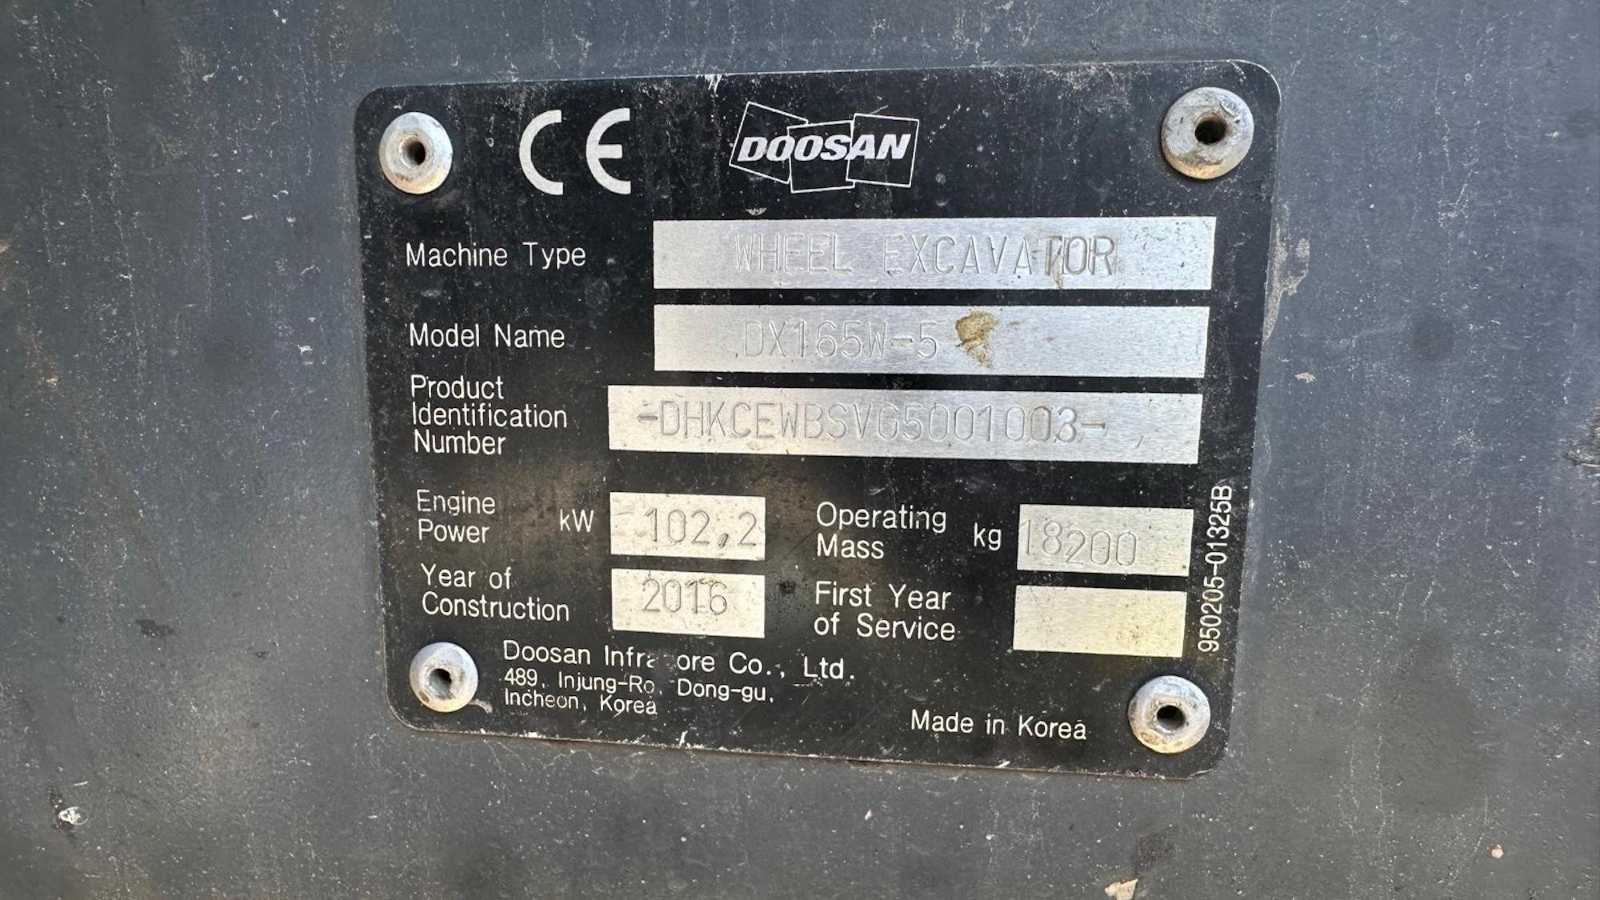 CE DOOSAN
Machine Type WHEEL EXCAVATOR
Model Name DX165W-5
Product
Identification
Number -DHKCEWBSVG5001003-
Engine
Power kW 102,2
Operating
Mass kg 18200
Year of
Construction 2016
First Year
of Service
Doosan Co., Ltd.
489, Injung-Ro, Dong-gu,
Incheon, Korea
Made in Korea
950205-01325B